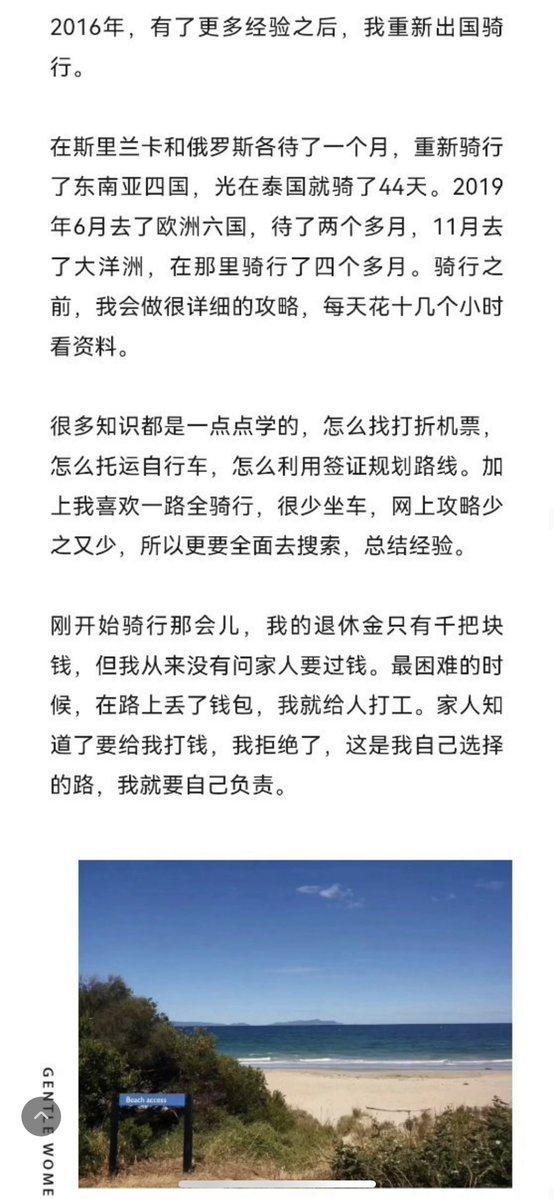 2016年，有了更多经验之后，我重新出国骑
行。
在斯里兰卡和俄罗斯各待了一个月，重新骑行
了东南亚四国，光在泰国就骑了44天。2019
年6月去了欧洲六国，待了两个多月，11月去
了大洋洲，在那里骑行了四个多月。骑行之
前，我会做很详细的攻略，每天花十几个小时
看资料。
很多知识都是一点点学的，怎么找打折机票，
怎么托运自行车，怎么利用签证规划路线。加
上我喜欢一路全骑行，很少坐车，网上攻略少
之又少，所以更要全面去搜索，总结经验。
刚开始骑行那会儿，我的退休金只有千把块
钱，但我从来没有问家人要过钱。最困难的时
候，在路上丢了钱包，我就给人打工。家人知
道了要给我打钱，我拒绝了，这是我自己选择
的路，我就要自己负责。
Beach access
GENTLE WOME